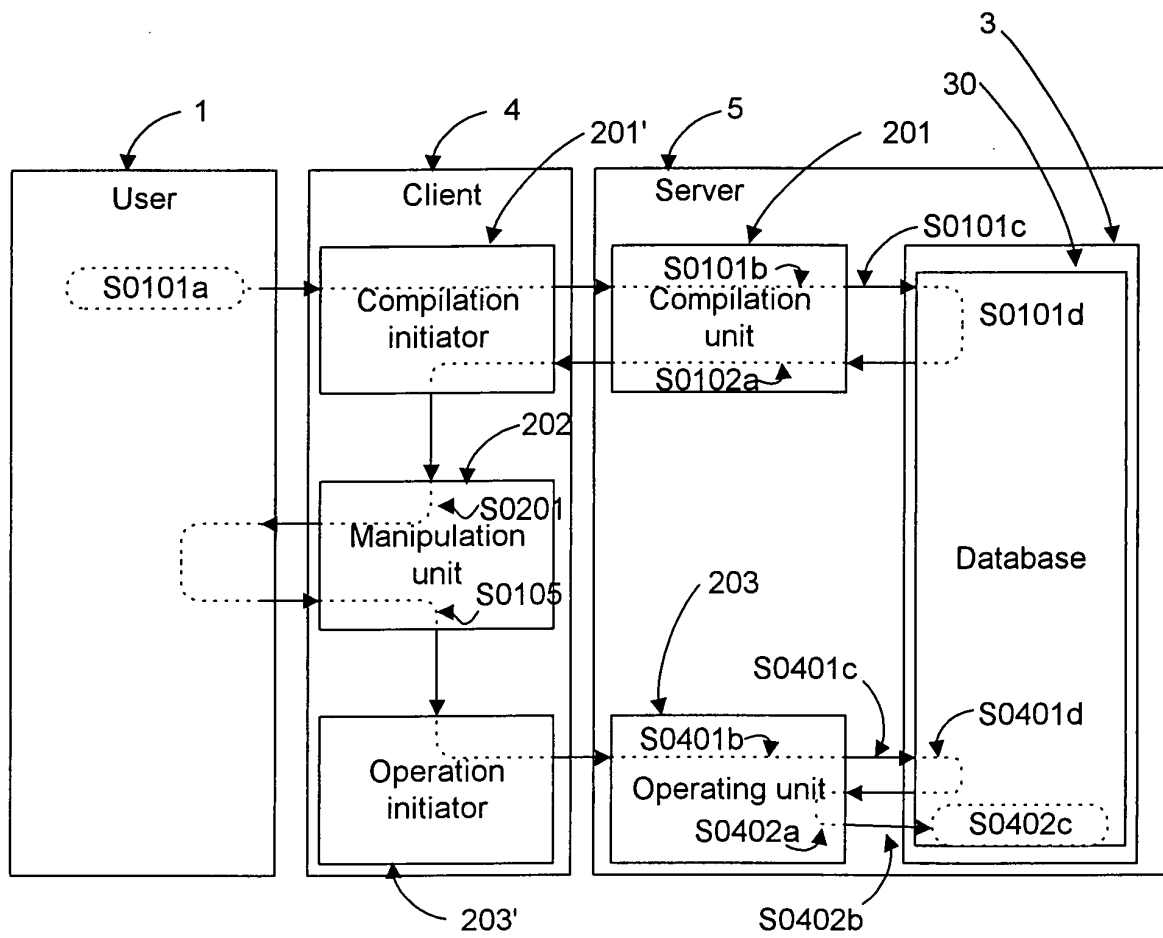 3
30
1
4
5
201'
201
User
Client
Server
S0101c
S0101a
S0101b
Compilation
initiator
Compilation
unit
S0101d
S0102a
202
S0201
Manipulation
unit
Database
S0105
203
S0401c
S0401d
S0401b
Operation
initiator
Operating unit
S0402a
S0402c
203'
S0402b